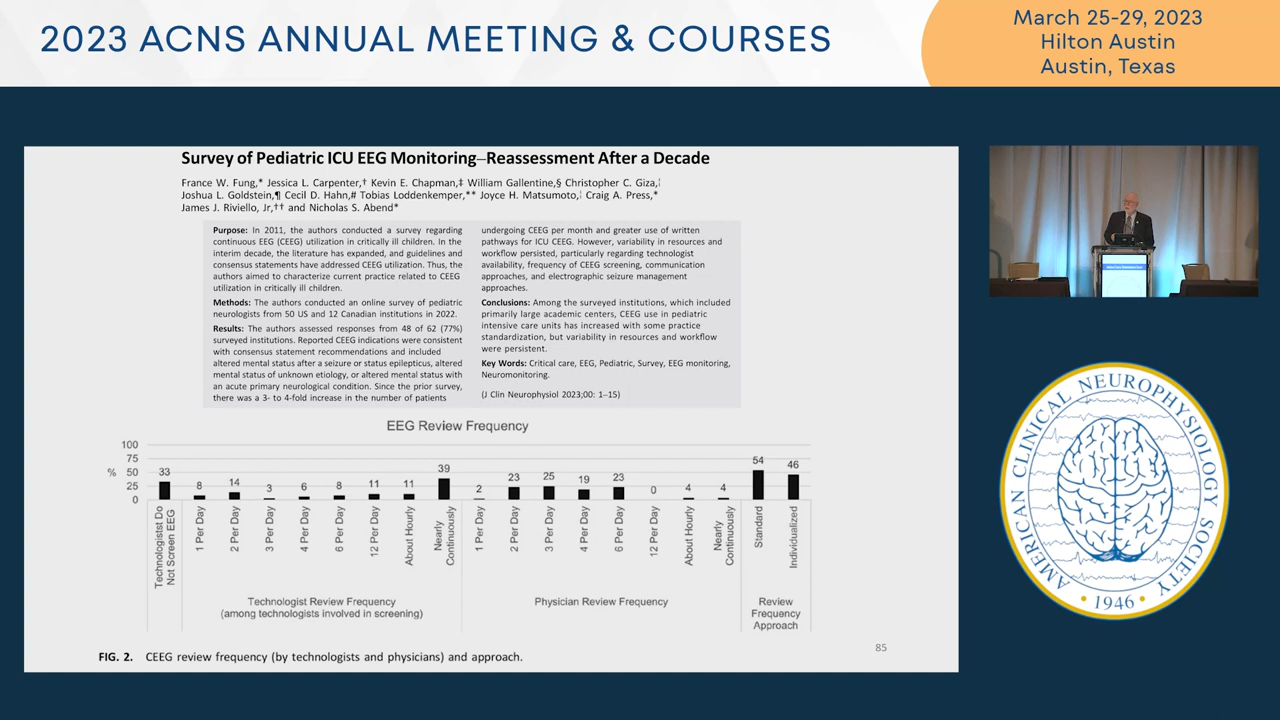 2023 ACNS ANNUAL MEETING & COURSES
March 25-29, 2023
Hilton Austin
Austin, Texas
Survey of Pediatric ICU EEG Monitoring–Reassessment After a Decade
France W. Fung,* Jessica L. Carpenter,† Kevin E. Chapman,‡ William Gallentine,§ Christopher C. Giza,¦
Joshua L. Goldstein,¶ Cecil D. Hahn,# Tobias Loddenkemper,** Joyce H. Matsumoto,¦ Craig A. Press,*
James J. Riviello, Jr,†† and Nicholas S. Abend*
Purpose: In 2011, the authors conducted a survey regarding
continuous EEG (CEEG) utilization in critically ill children. In the
interim decade, the literature has expanded, and guidelines and
consensus statements have addressed CEEG utilization. Thus, the
authors aimed to characterize current practice related to CEEG
utilization in critically ill children.
Methods: The authors conducted an online survey of pediatric
neurologists from 50 US and 12 Canadian institutions in 2022.
Results: The authors assessed responses from 48 of 62 (77%)
surveyed institutions. Reported CEEG indications were consistent
with consensus statement recommendations and included
altered mental status after a seizure or status epilepticus, altered
mental status of unknown etiology, or altered mental status with
an acute primary neurological condition. Since the prior survey,
there was a 3- to 4-fold increase in the number of patients
undergoing CEEG per month and greater use of written
pathways for ICU CEEG. However, variability in resources and
workflow persisted, particularly regarding technologist
availability, frequency of CEEG screening, communication
approaches, and electrographic seizure management
approaches.
Conclusions: Among the surveyed institutions, which included
primarily large academic centers, CEEG use in pediatric
intensive care units has increased with some practice
standardization, but variability in resources and workflow
were persistent.
Key Words: Critical care, EEG, Pediatric, Survey, EEG monitoring,
Neuromonitoring.
(J Clin Neurophysiol 2023;00: 1–15)
EEG Review Frequency
%
100
75
50
25
0
33 8 14 3 6 8 11 11 39 2 23 25 19 23 0 4 4 54 46
Technologistst Do
Not Screen EEG
1 Per Day
2 Per Day
3 Per Day
4 Per Day
6 Per Day
12 Per Day
About Hourly
Nearly
Continuously
1 Per Day
2 Per Day
3 Per Day
4 Per Day
6 Per Day
12 Per Day
About Hourly
Nearly
Continuously
Standard
Individualized
Technologist Review Frequency
(among technologists involved in screening)
Physician Review Frequency
Review
Frequency
Approach
FIG. 2. CEEG review frequency (by technologists and physicians) and approach.
85
AMERICAN CLINICAL NEUROPHYSIOLOGY SOCIETY
• 1946 •